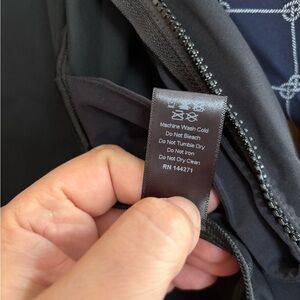 Machine Wash Cold
Do Not Bleach
Do Not Tumble Dry
Do Not Iron
Do Not Dry Clean
RN 144271